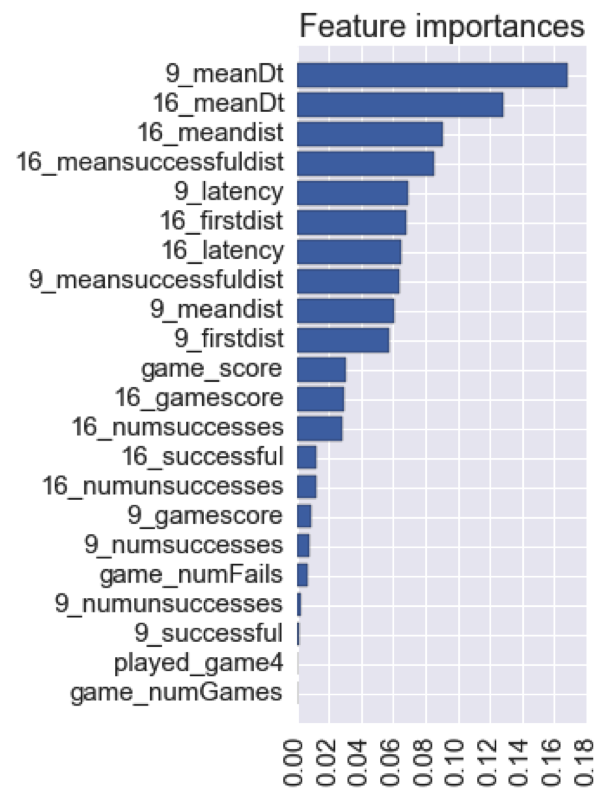 Feature importances
9_meanDt
16_meanDt
16_meandist
16_meansuccessfuldist
9_latency
16_firstdist
16_latency
9_meansuccessfuldist
9_meandist
9_firstdist
game_score
16_gamescore
16_numsuccesses
16_successful
16_numunsuccesses
9_gamescore
9_numsuccesses
game_numFails
9_numunsuccesses
9_successful
played_game4
game_numGames
0.00
0.02
0.04
0.06
0.08
0.10
0.12
0.14
0.16
0.18